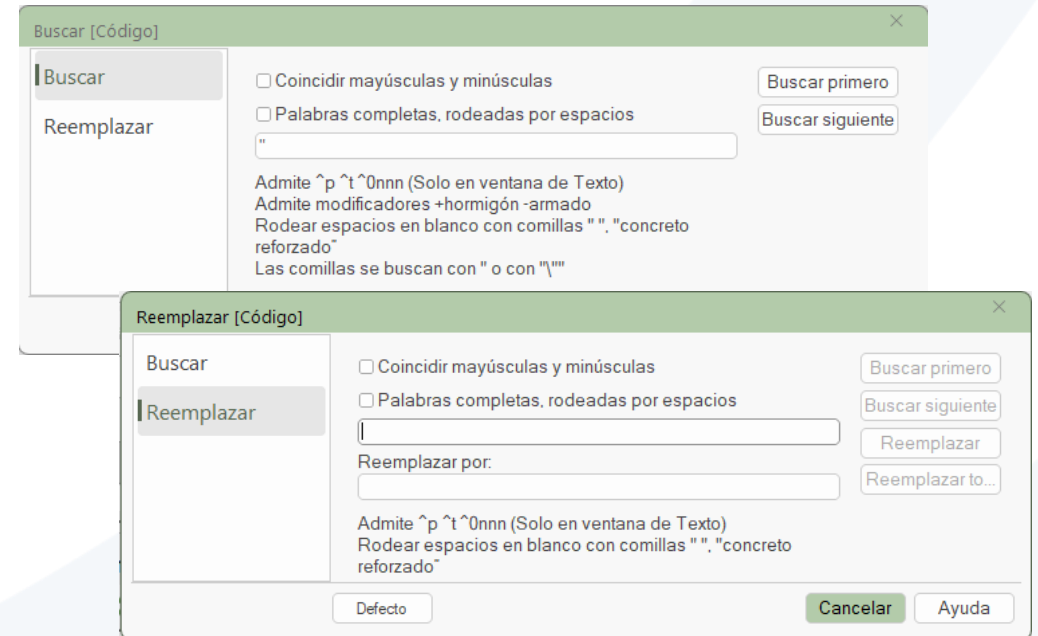 Buscar [Código]
Buscar
Reemplazar
Coincidir mayúsculas y minúsculas
Palabras completas, rodeadas por espacios
"
Buscar primero
Buscar siguiente
Admite ^p ^t ^0nnn (Solo en ventana de Texto)
Admite modificadores +hormigón -armado
Rodear espacios en blanco con comillas " ", "concreto
reforzado"
Las comillas se buscan con " o con "\""
Reemplazar [Código]
Buscar
Reemplazar
Coincidir mayúsculas y minúsculas
Palabras completas, rodeadas por espacios
Reemplazar por:
Buscar primero
Buscar siguiente
Reemplazar
Reemplazar to...
Admite ^p ^t ^0nnn (Solo en ventana de Texto)
Rodear espacios en blanco con comillas " ", "concreto
reforzado"
Defecto
Cancelar
Ayuda